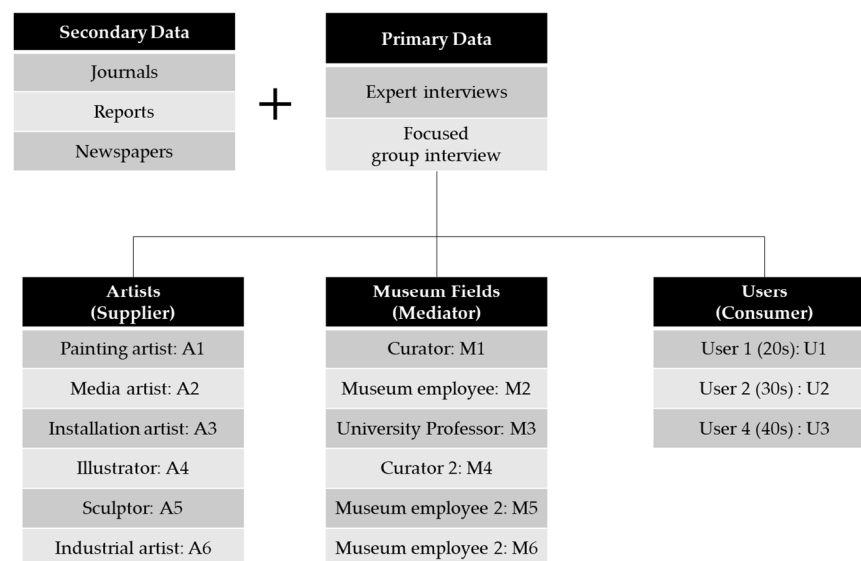 Secondary Data
Journals
Reports
Newspapers
+
Primary Data
Expert interviews
Focused
group interview
Artists
(Supplier)
Painting artist: A1
Media artist: A2
Installation artist: A3
Illustrator: A4
Sculptor: A5
Industrial artist: A6
Museum Fields
(Mediator)
Curator: M1
Museum employee: M2
University Professor: M3
Curator 2: M4
Museum employee 2: M5
Museum employee 2: M6
Users
(Consumer)
User 1 (20s): U1
User 2 (30s) : U2
User 4 (40s) : U3